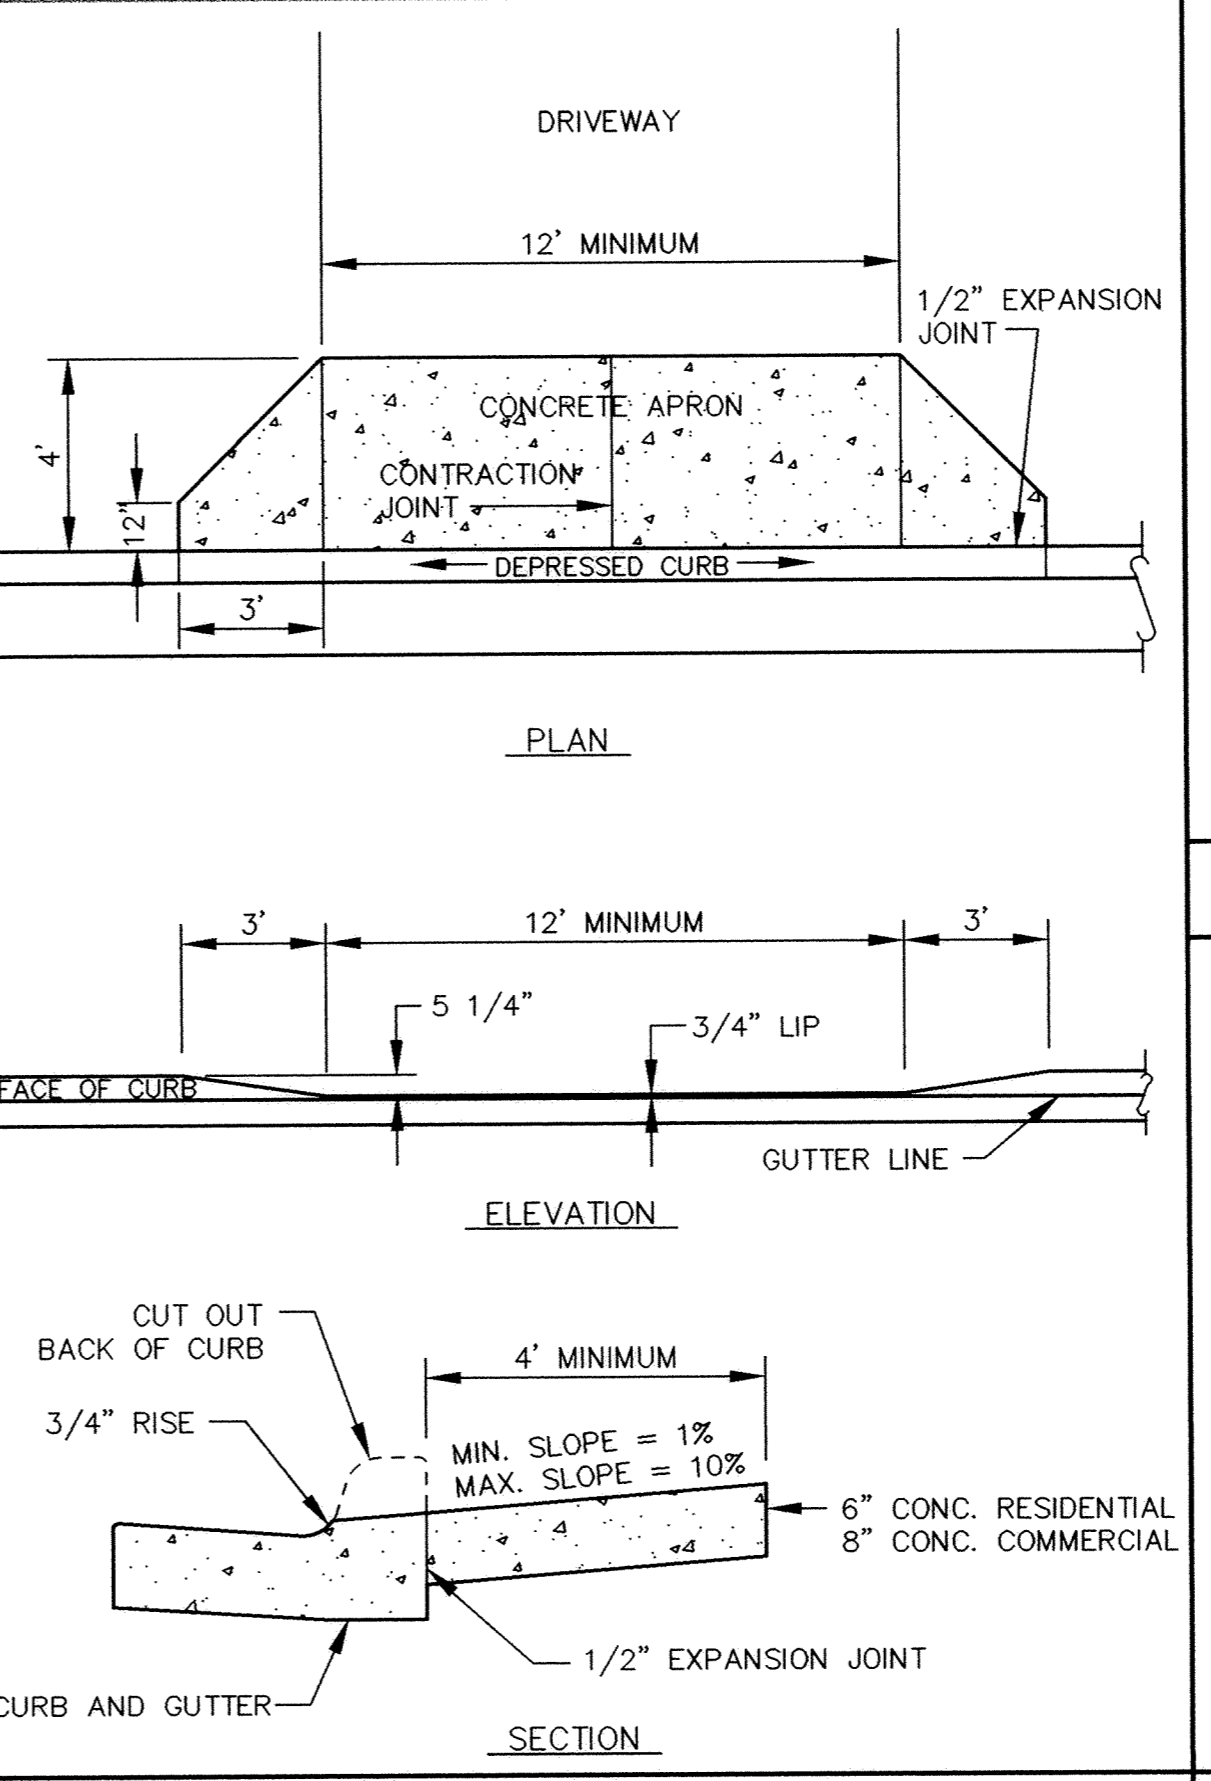 DRIVEWAY
12' MINIMUM
1/2" EXPANSION
JOINT
4'
12"
CONCRETE APRON
CONTRACTION
JOINT
DEPRESSED CURB
3'
PLAN
3'
12' MINIMUM
3'
5 1/4"
3/4" LIP
FACE OF CURB
GUTTER LINE
ELEVATION
CUT OUT
BACK OF CURB
4' MINIMUM
3/4" RISE
MIN. SLOPE = 1%
MAX. SLOPE = 10%
6" CONC. RESIDENTIAL
8" CONC. COMMERCIAL
1/2" EXPANSION JOINT
CURB AND GUTTER
SECTION